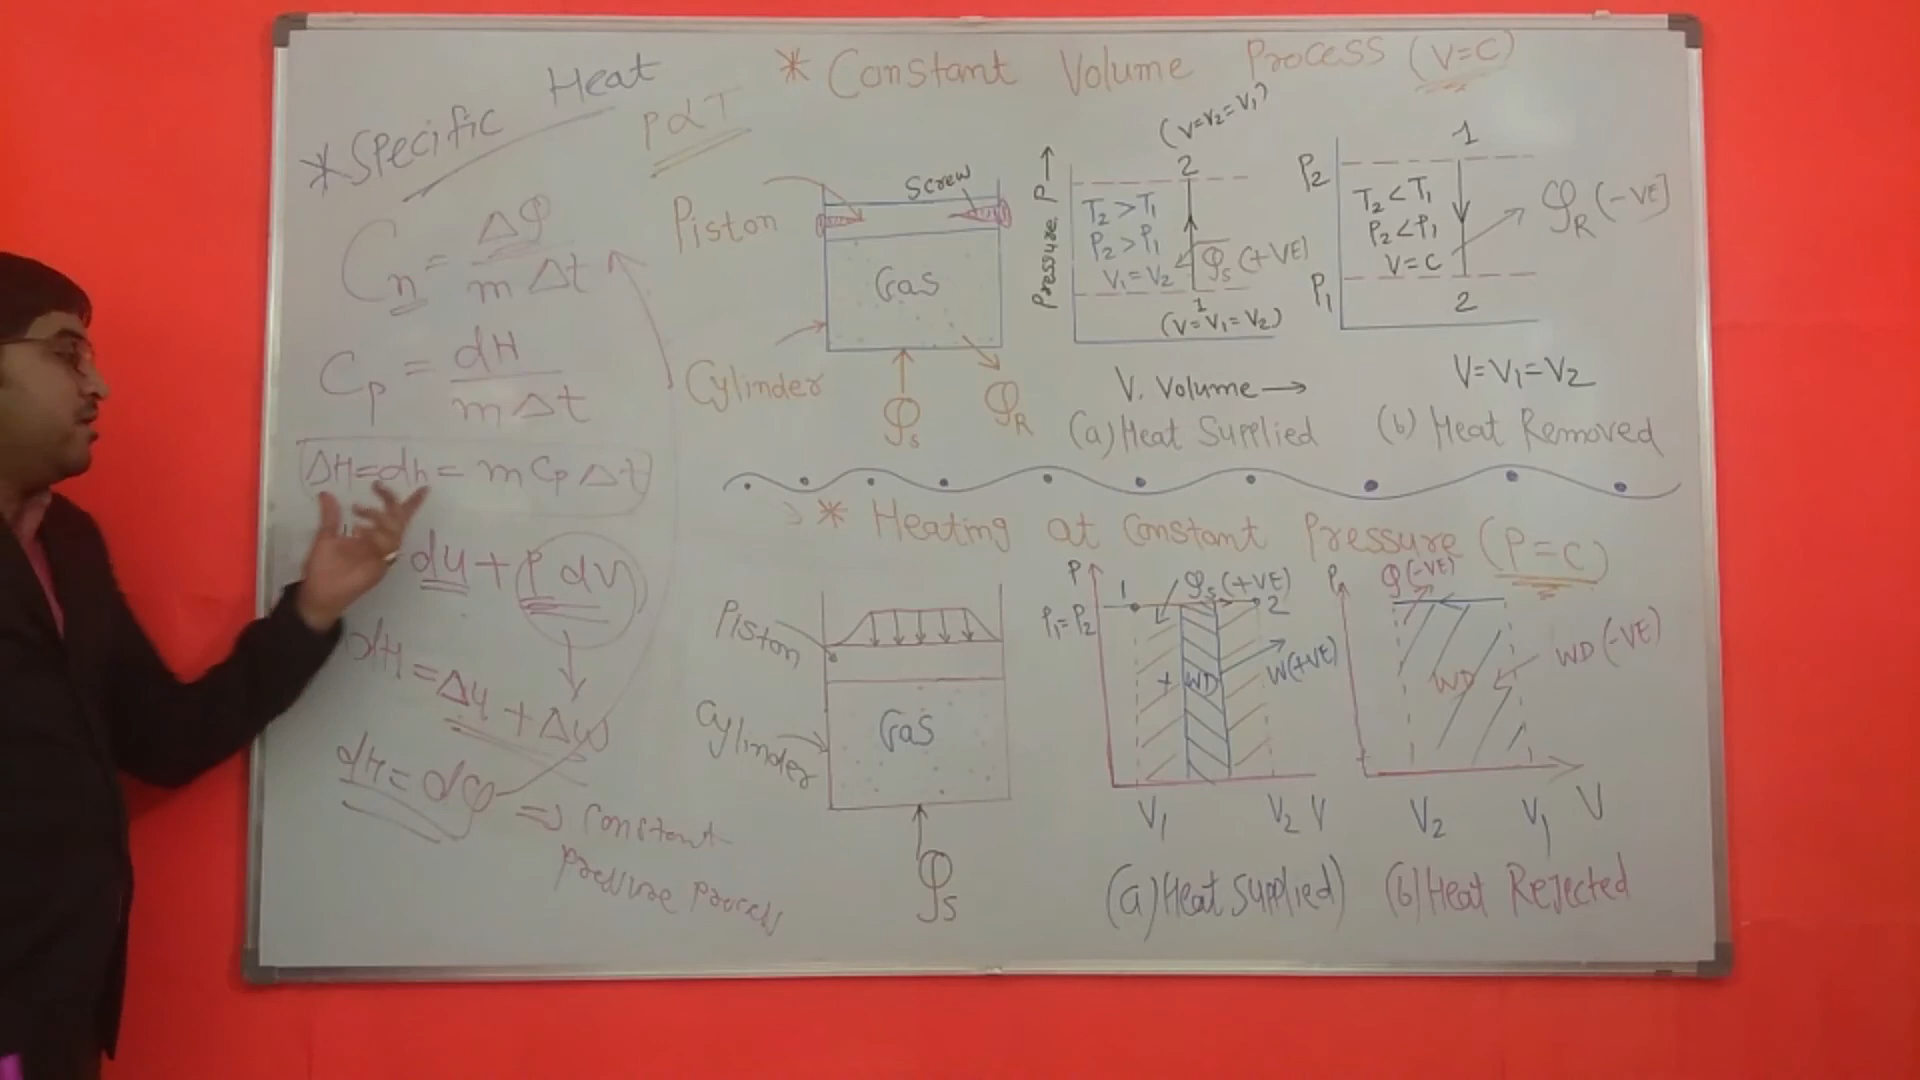 * Specific Heat
Cn = ΔQ / m Δt
Cp = dH / m Δt
ΔH = dh = m Cp Δt
du + P dv
dH = Δu + Δw
dH = dQ ⇒ Constant
Pressure Process
P α T
* Constant Volume Process (V=C)
Piston
Screw
Gas
Cylinder
Qs
QR
Pressure, P →
(V=V2=V1)
2
T2 > T1
P2 > P1
V1 = V2
Qs (+VE)
1
(V=V1=V2)
V. Volume →
(a) Heat Supplied
P2
1
T2 < T1
P2 < P1
V = C
QR (-VE)
P1
2
V=V1=V2
(b) Heat Removed
* Heating at Constant Pressure (P=C)
Piston
Cylinder
Gas
Qs
P
1
Qs (+VE)
2
P1=P2
+ WD
W(+VE)
V1
V2 V
(a) Heat Supplied)
Q(-VE)
WD
WD (-VE)
V2
V1
V
(b) Heat Rejected